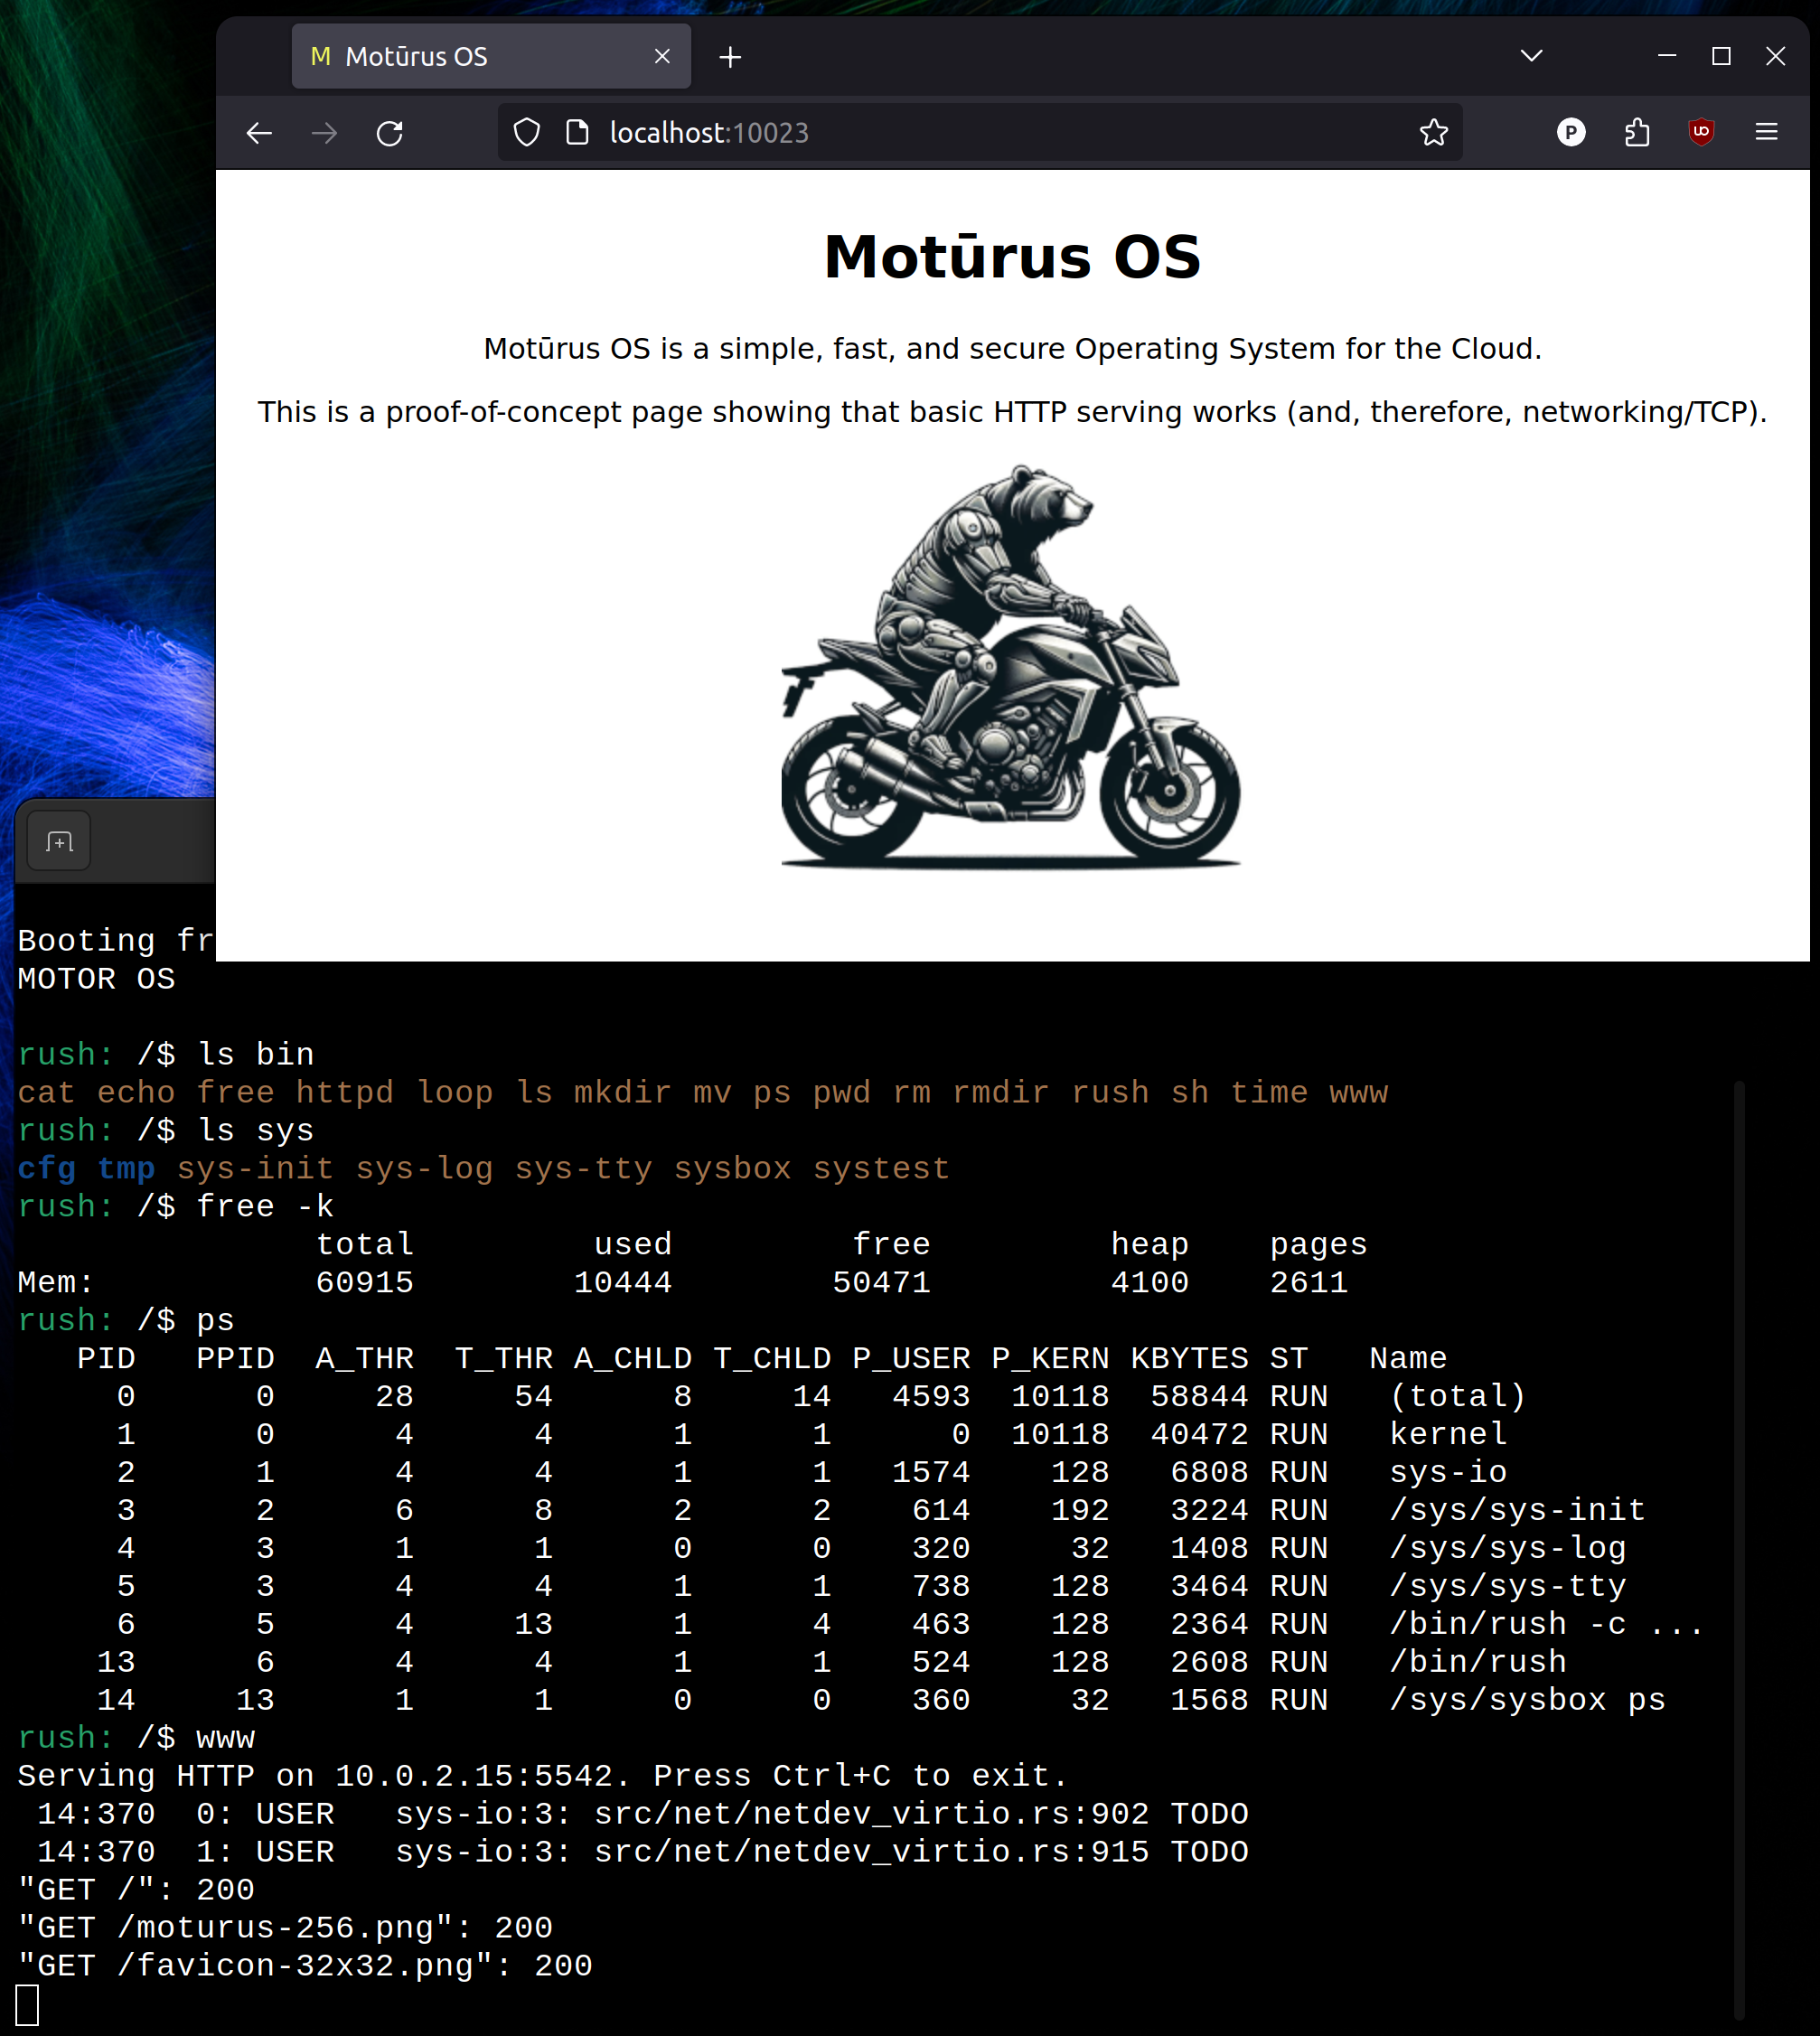 M Motūrus OS
localhost:10023
P
uo
Motūrus OS
Motūrus OS is a simple, fast, and secure Operating System for the Cloud.
This is a proof-of-concept page showing that basic HTTP serving works (and, therefore, networking/TCP).
Booting fr
MOTOR OS
rush: /$ ls bin
cat echo free httpd loop ls mkdir mv ps pwd rm rmdir rush sh time www
rush: /$ ls sys
cfg tmp sys-init sys-log sys-tty sysbox systest
rush: /$ free -k
total used free heap pages
Mem: 60915 10444 50471 4100 2611
rush: /$ ps
PID PPID A_THR T_THR A_CHLD T_CHLD P_USER P_KERN KBYTES ST Name
0 0 28 54 8 14 4593 10118 58844 RUN (total)
1 0 4 4 1 1 0 10118 40472 RUN kernel
2 1 4 4 1 1 1574 128 6808 RUN sys-io
3 2 6 8 2 2 614 192 3224 RUN /sys/sys-init
4 3 1 1 0 0 320 32 1408 RUN /sys/sys-log
5 3 4 4 1 1 738 128 3464 RUN /sys/sys-tty
6 5 4 13 1 4 463 128 2364 RUN /bin/rush -c ...
13 6 4 4 1 1 524 128 2608 RUN /bin/rush
14 13 1 1 0 0 360 32 1568 RUN /sys/sysbox ps
rush: /$ www
Serving HTTP on 10.0.2.15:5542. Press Ctrl+C to exit.
14:370 0: USER sys-io:3: src/net/netdev_virtio.rs:902 TODO
14:370 1: USER sys-io:3: src/net/netdev_virtio.rs:915 TODO
"GET /": 200
"GET /moturus-256.png": 200
"GET /favicon-32x32.png": 200